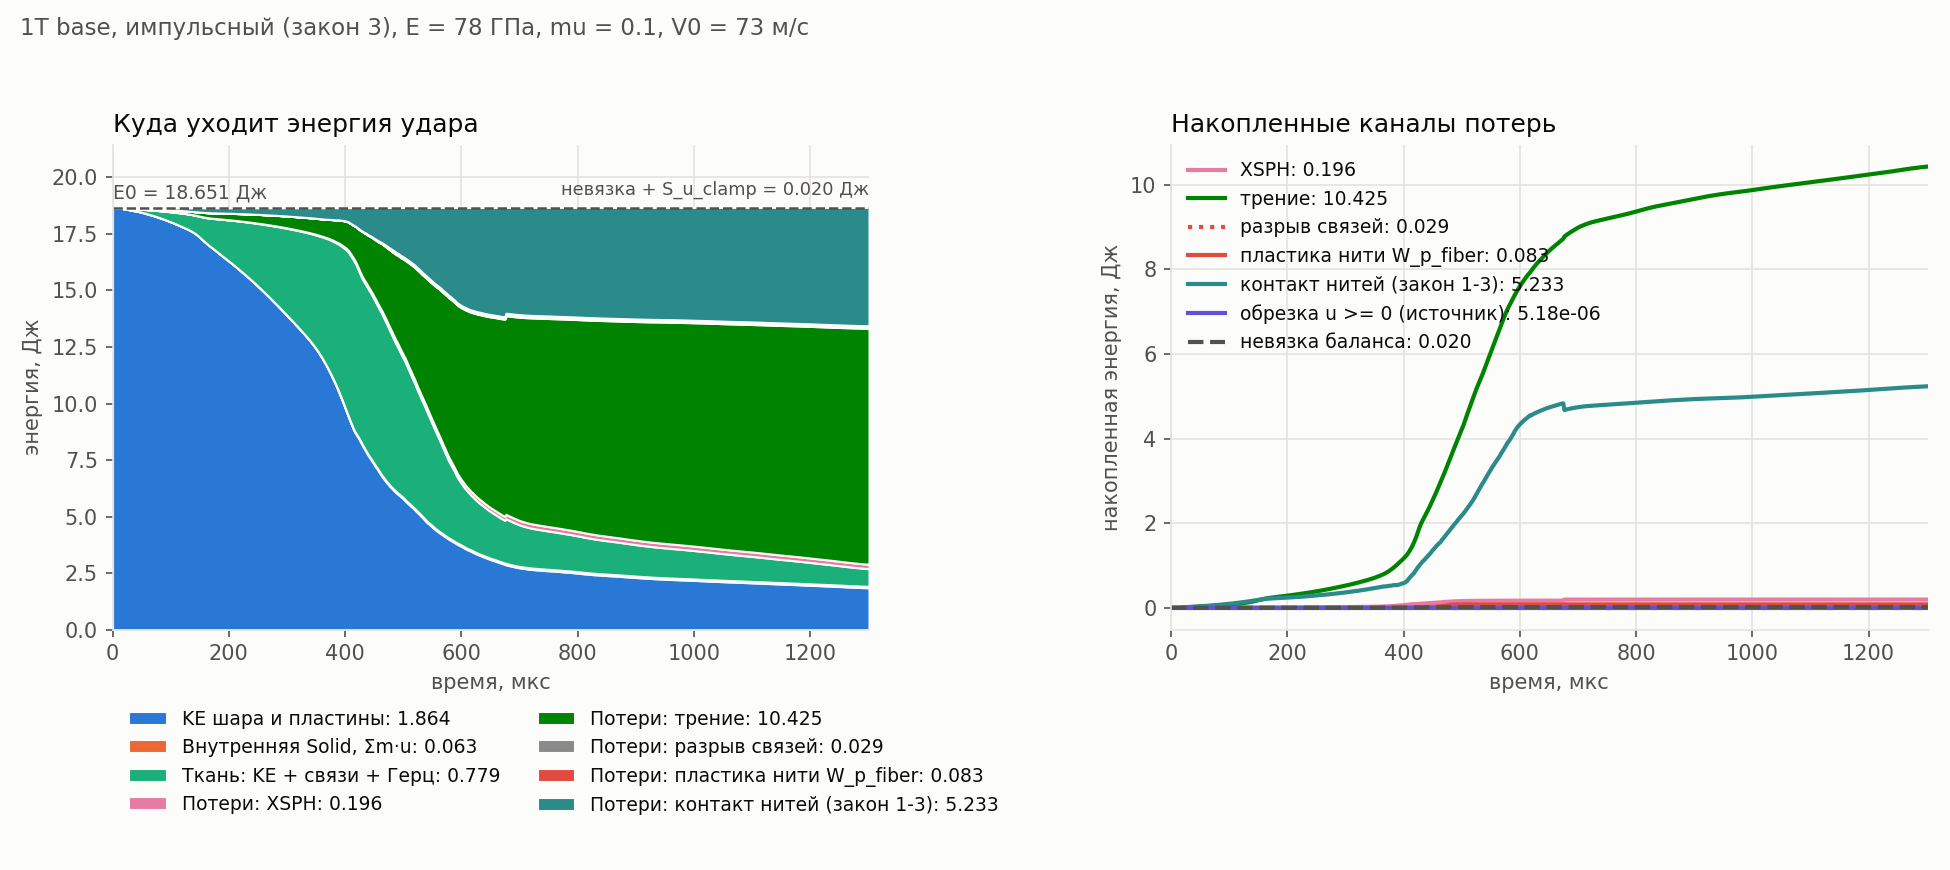 1T base, импульсный (закон 3), E = 78 ГПа, mu = 0.1, V0 = 73 м/с
Куда уходит энергия удара
энергия, Дж
20.0
17.5
15.0
12.5
10.0
7.5
5.0
2.5
0.0
E0 = 18.651 Дж
невязка + S_u_clamp = 0.020 Дж
0 200 400 600 800 1000 1200
время, мкс
KE шара и пластины: 1.864
Внутренняя Solid, Σm·u: 0.063
Ткань: KE + связи + Герц: 0.779
Потери: XSPH: 0.196
Потери: трение: 10.425
Потери: разрыв связей: 0.029
Потери: пластика нити W_p_fiber: 0.083
Потери: контакт нитей (закон 1-3): 5.233
Накопленные каналы потерь
накопленная энергия, Дж
10
8
6
4
2
0
XSPH: 0.196
трение: 10.425
разрыв связей: 0.029
пластика нити W_p_fiber: 0.083
контакт нитей (закон 1-3): 5.233
обрезка u >= 0 (источник): 5.18e-06
невязка баланса: 0.020
0 200 400 600 800 1000 1200
время, мкс